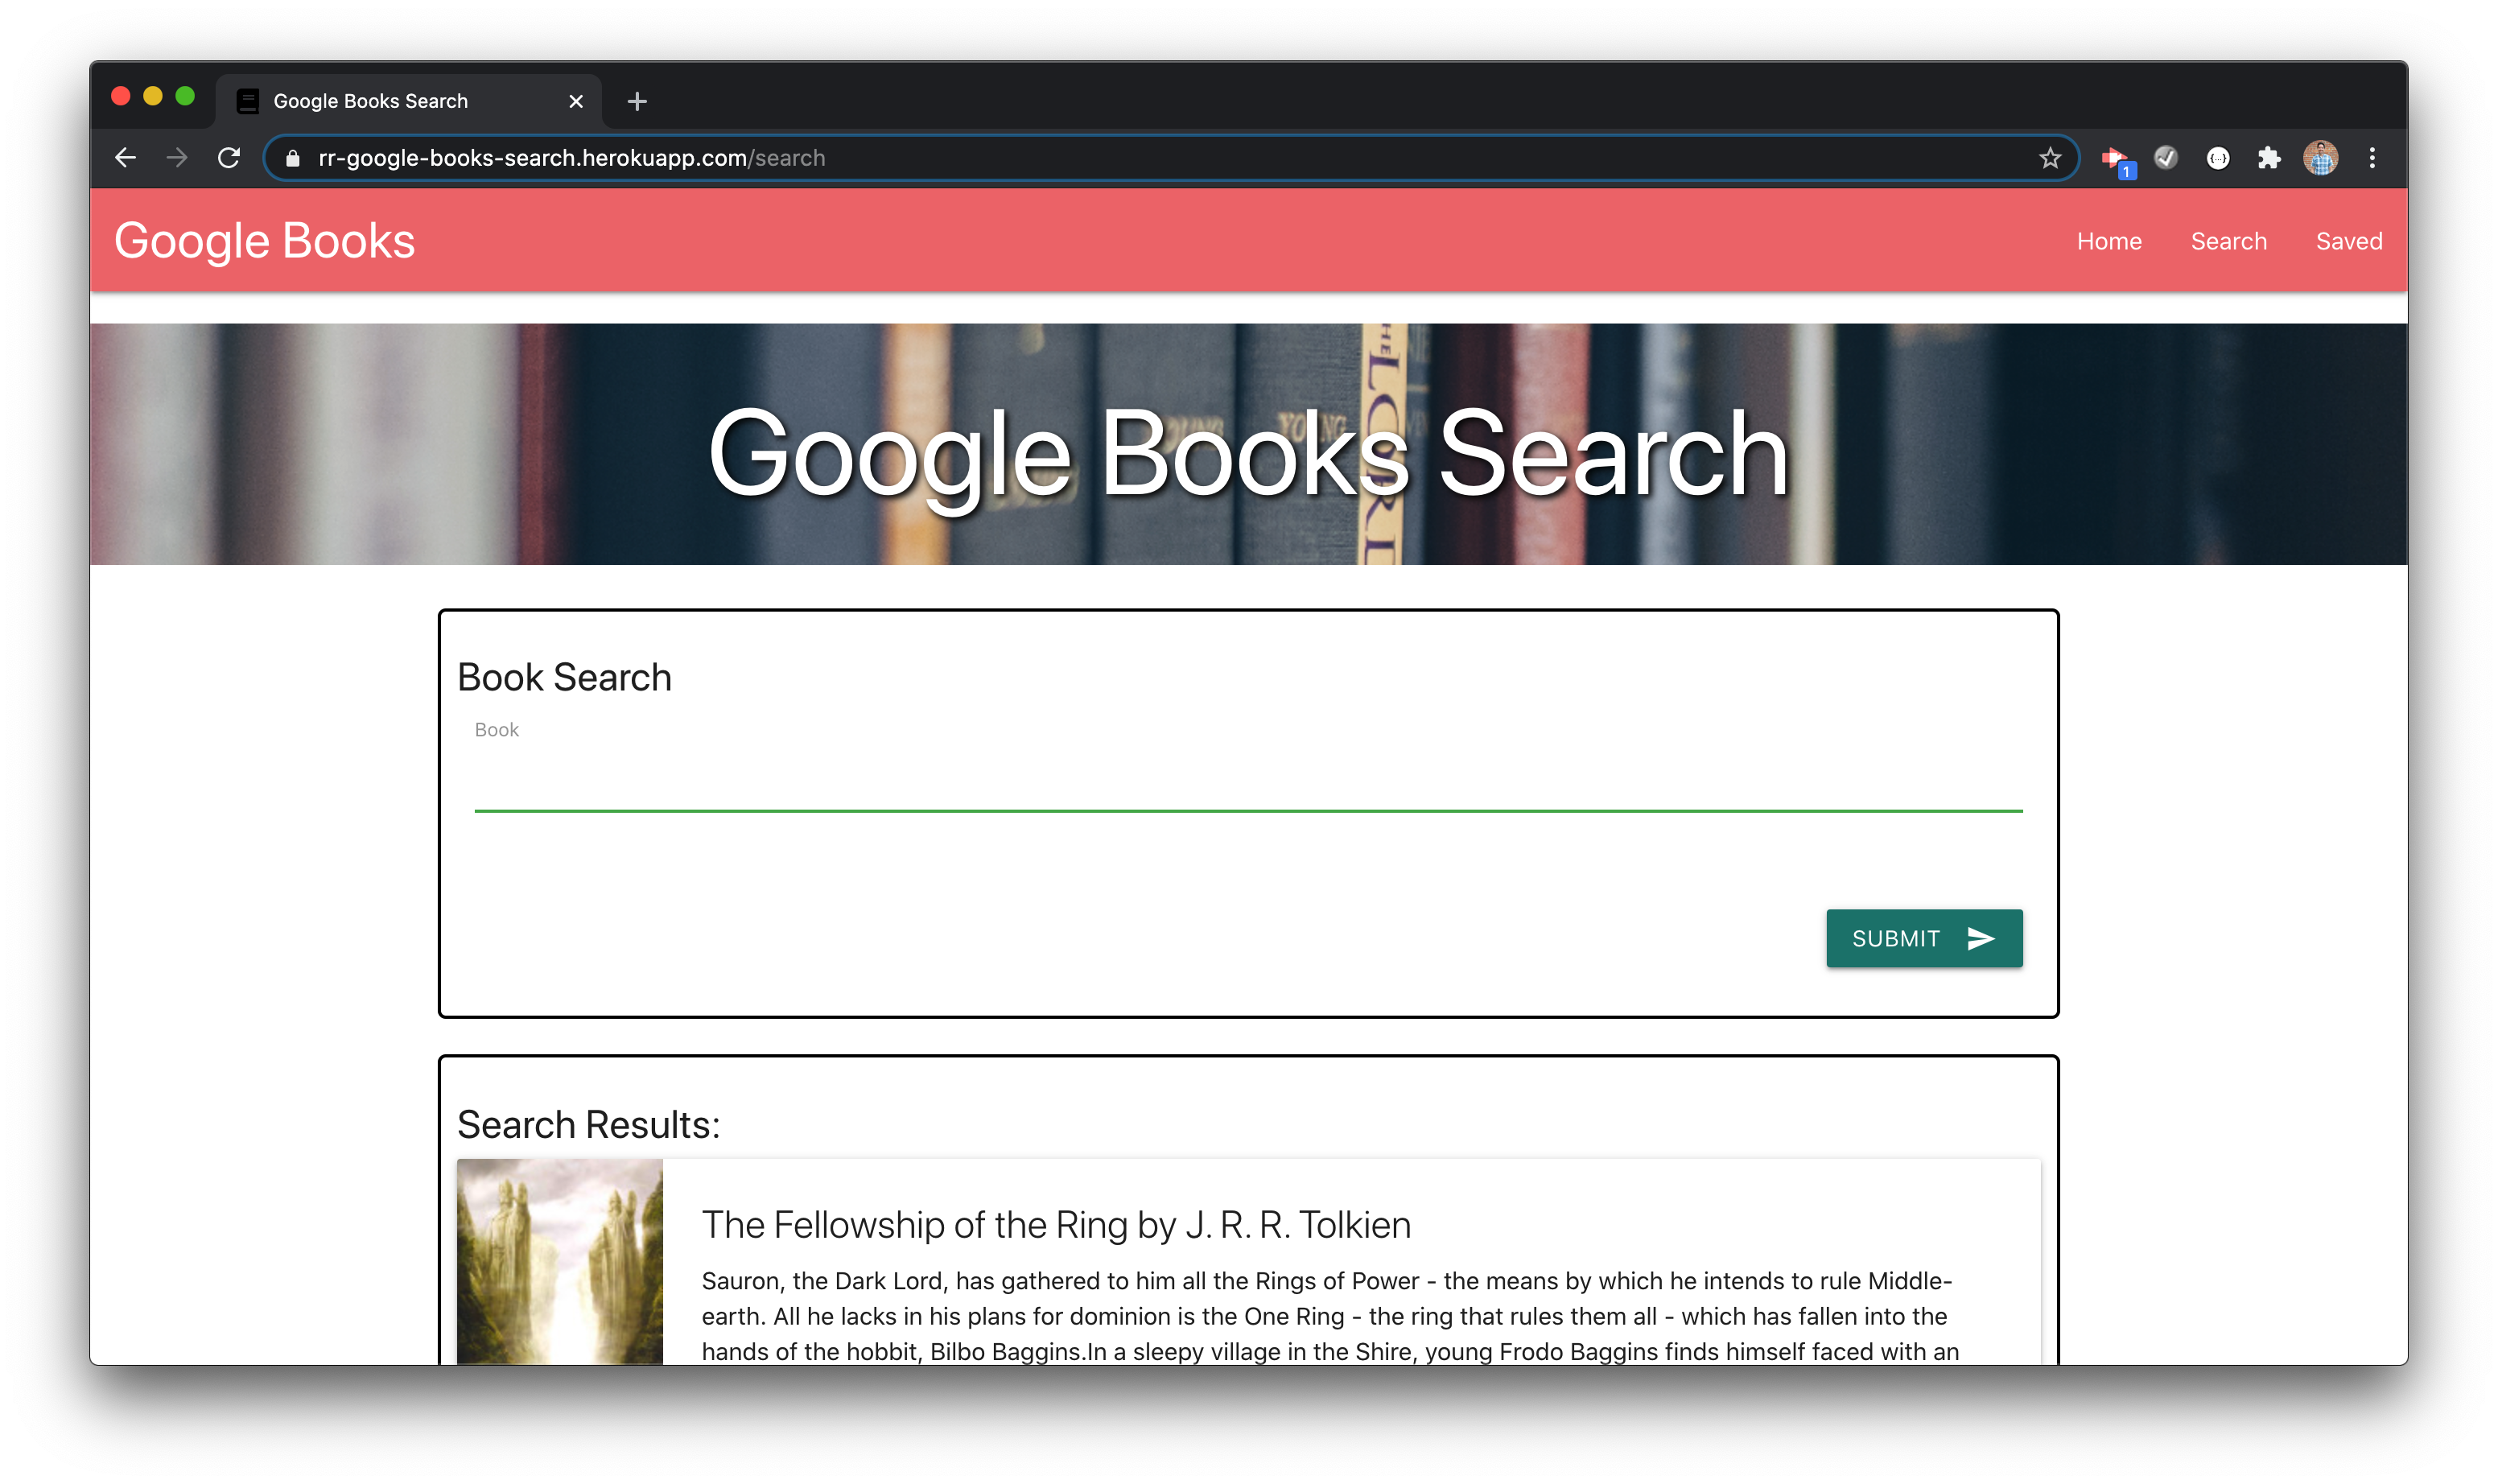 Google Books Search
rr-google-books-search.herokuapp.com/search
1
Google Books
Home Search Saved
HE LORD
YOUNG
YOUNG
Google Books Search
Book Search
Book
SUBMIT
Search Results:
The Fellowship of the Ring by J. R. R. Tolkien
Sauron, the Dark Lord, has gathered to him all the Rings of Power - the means by which he intends to rule Middle-
earth. All he lacks in his plans for dominion is the One Ring - the ring that rules them all - which has fallen into the
hands of the hobbit, Bilbo Baggins.In a sleepy village in the Shire, young Frodo Baggins finds himself faced with an